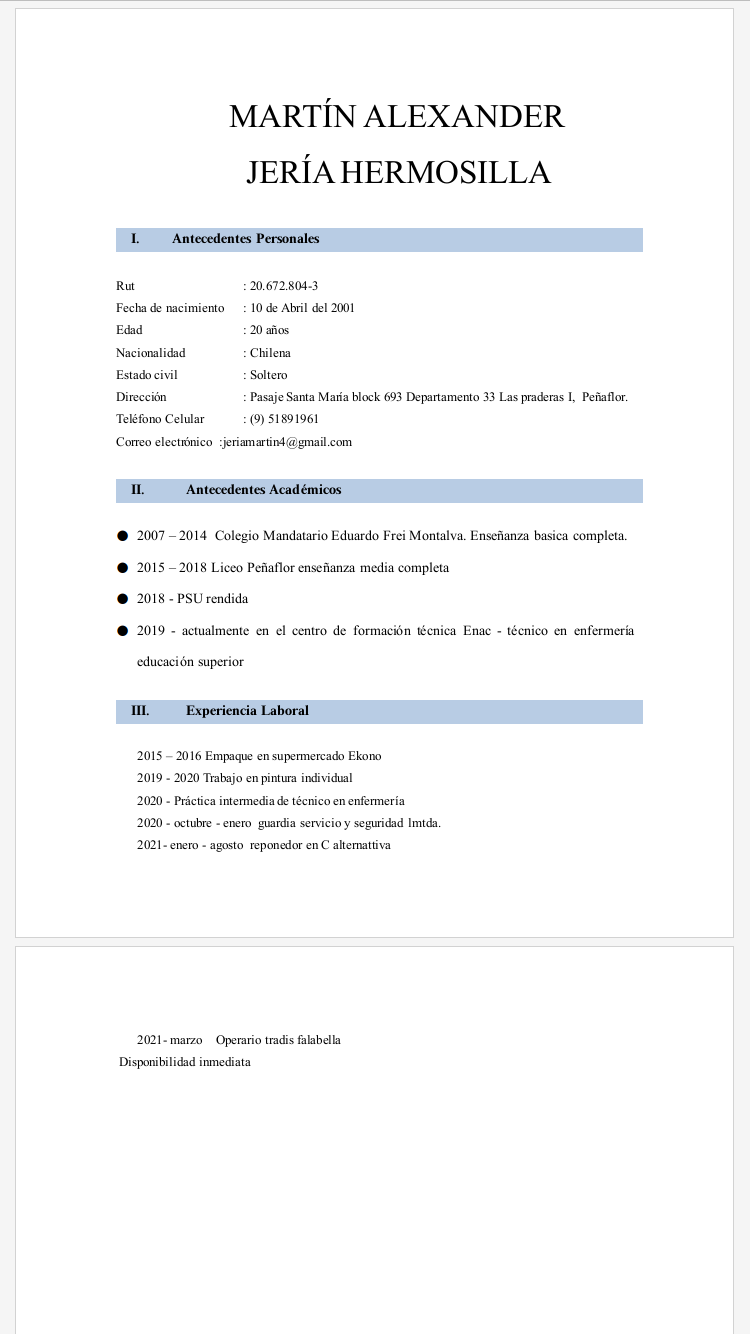 MARTÍN ALEXANDER
JERÍA HERMOSILLA
I. Antecedentes Personales
Rut : 20.672.804-3
Fecha de nacimiento : 10 de Abril del 2001
Edad : 20 años
Nacionalidad : Chilena
Estado civil : Soltero
Dirección : Pasaje Santa María block 693 Departamento 33 Las praderas I, Peñaflor.
Teléfono Celular : (9) 51891961
Correo electrónico :jeriamartin4@gmail.com
II. Antecedentes Académicos
● 2007 – 2014 Colegio Mandatario Eduardo Frei Montalva. Enseñanza basica completa.
● 2015 – 2018 Liceo Peñaflor enseñanza media completa
● 2018 - PSU rendida
● 2019 - actualmente en el centro de formación técnica Enac - técnico en enfermería
educación superior
III. Experiencia Laboral
2015 – 2016 Empaque en supermercado Ekono
2019 - 2020 Trabajo en pintura individual
2020 - Práctica intermedia de técnico en enfermería
2020 - octubre - enero guardia servicio y seguridad lmtda.
2021- enero - agosto reponedor en C alternattiva
2021- marzo Operario tradis falabella
Disponibilidad inmediata